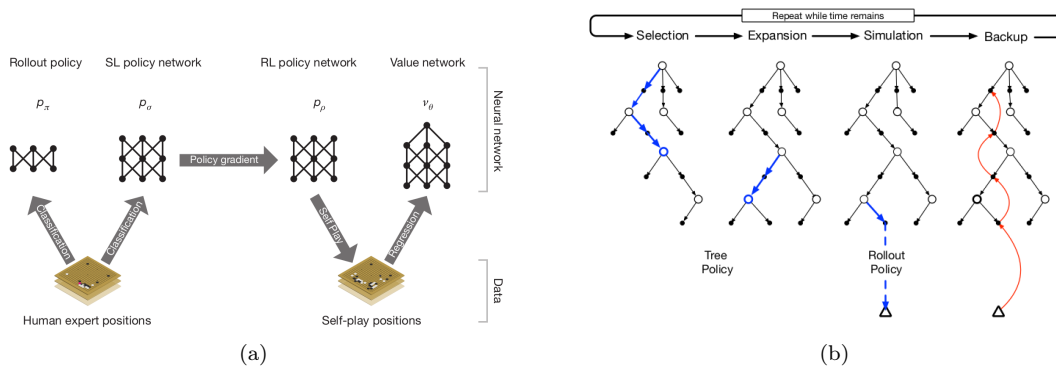 Rollout policy
SL policy network
RL policy network
Value network
pπ
pσ
pρ
νθ
Neural network
Policy gradient
Classification
Classification
Self Play
Regression
Data
Human expert positions
Self-play positions
(a)
Repeat while time remains
Selection
Expansion
Simulation
Backup
Tree
Policy
Rollout
Policy
(b)